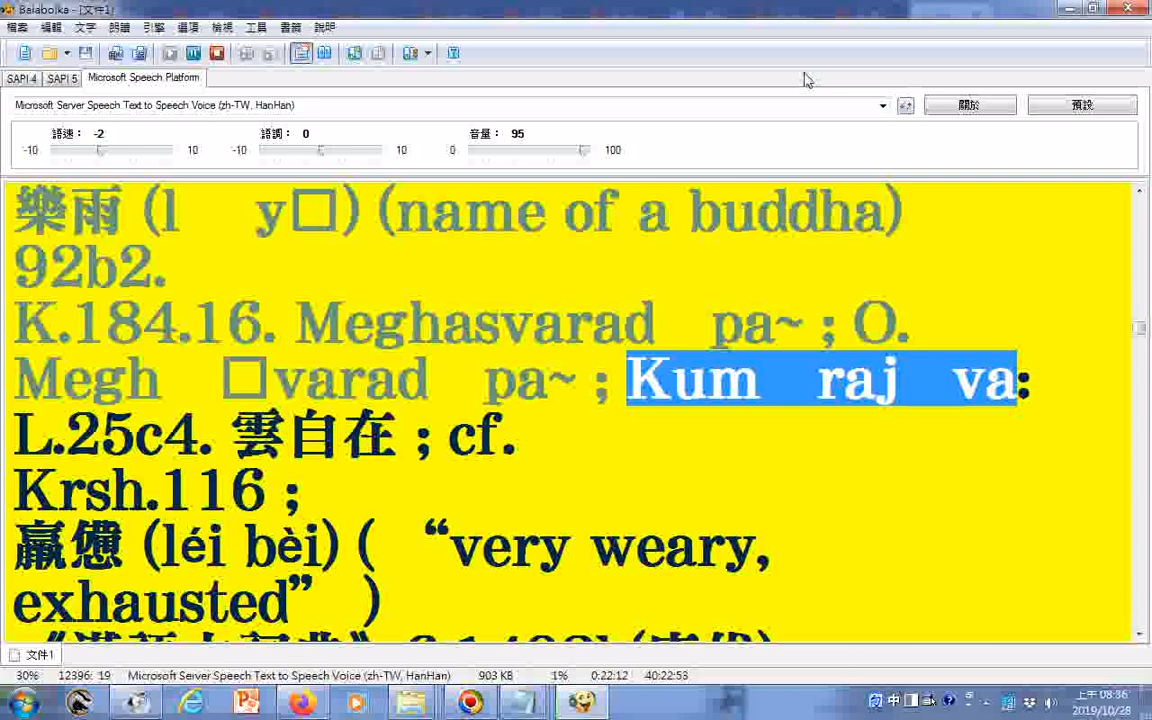 Balabolka - [文件1]
檔案 編輯 文字 朗讀 引擎 選項 檢視 工具 書籤 說明
SAPI 4 SAPI 5 Microsoft Speech Platform
Microsoft Server Speech Text to Speech Voice (zh-TW, HanHan)
關於 預設
語速： -2 語調： 0 音量： 95
-10 10 -10 10 0 100
樂雨 (l y□) (name of a buddha)
92b2.
K.184.16. Meghasvarad pa~ ; O.
Megh □varad pa~ ; Kum raj va:
L.25c4. 雲自在 ; cf.
Krsh.116 ;
羸憊 (léi bèi) ( “very weary,
exhausted” )
文件1
30% 12396: 19 Microsoft Server Speech Text to Speech Voice (zh-TW, HanHan) 903 KB 1% 0:22:12 40:22:53
中
上午 08:36
2019/10/28